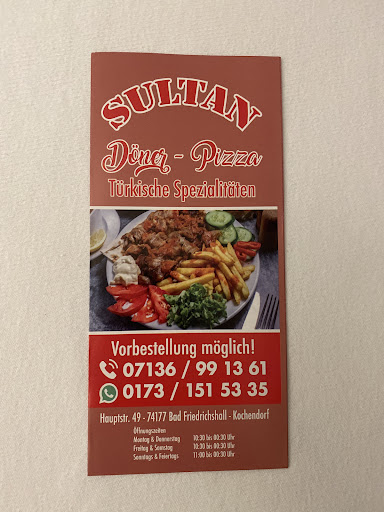 SULTAN
Döner - Pizza
Türkische Spezialitäten
Vorbestellung möglich!
07136 / 99 13 61
0173 / 151 53 35
Hauptstr. 49 - 74177 Bad Friedrichshall - Kochendorf
Öffnungszeiten
Montag & Donnerstag 10:30 bis 00:30 Uhr
Freitag & Samstag 10:30 bis 00:30 Uhr
Sonntags & Feiertags 11:00 bis 00:30 Uhr